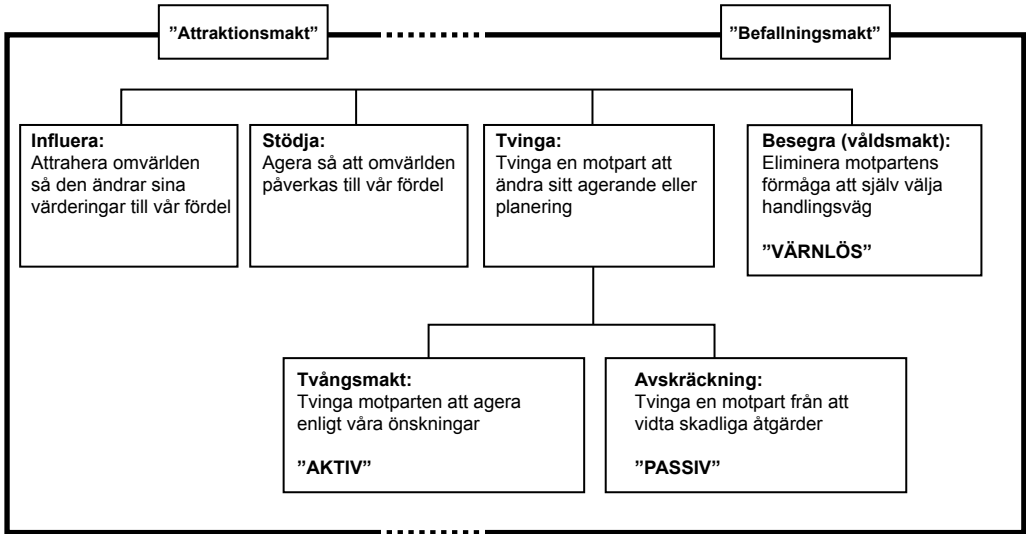 ”Attraktionsmakt”
”Befallningsmakt”
Influera:
Attrahera omvärlden
så den ändrar sina
värderingar till vår fördel
Stödja:
Agera så att omvärlden
påverkas till vår fördel
Tvinga:
Tvinga en motpart att
ändra sitt agerande eller
planering
Besegra (våldsmakt):
Eliminera motpartens
förmåga att själv välja
handlingsväg
”VÄRNLÖS”
Tvångsmakt:
Tvinga motparten att agera
enligt våra önskningar
”AKTIV”
Avskräckning:
Tvinga en motpart från att
vidta skadliga åtgärder
”PASSIV”